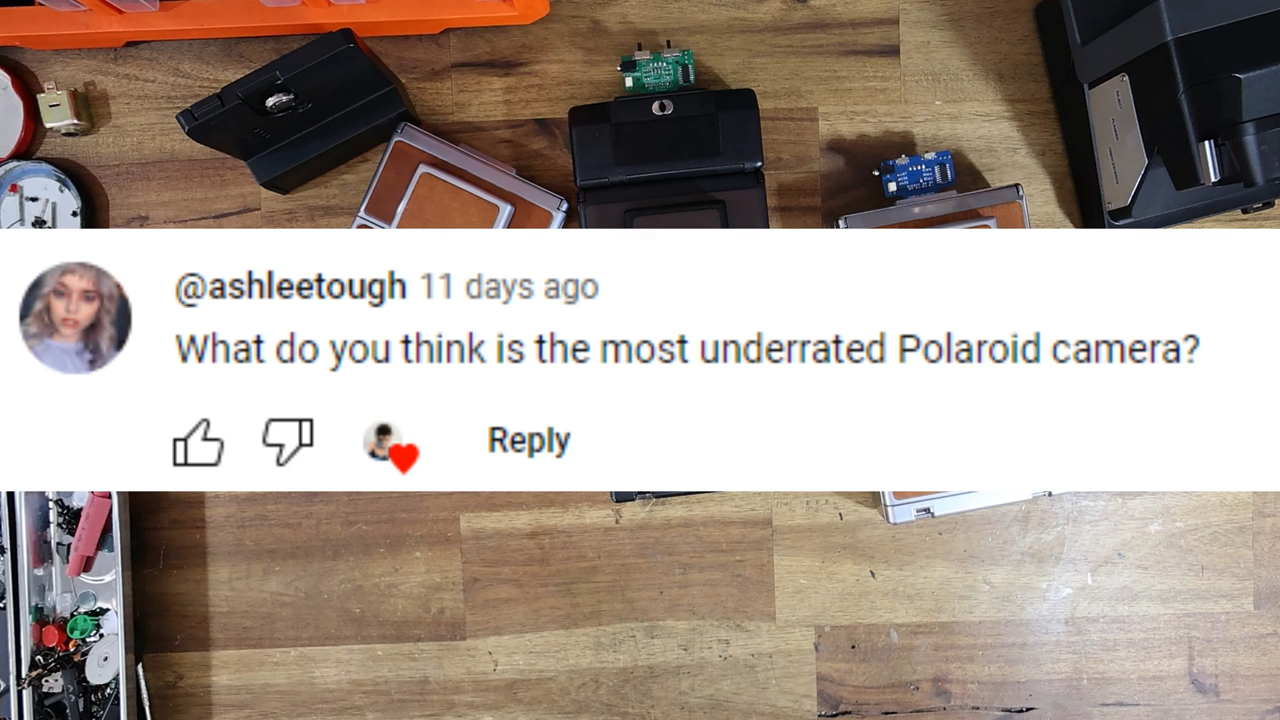 @ashleetough 11 days ago
What do you think is the most underrated Polaroid camera?
Reply